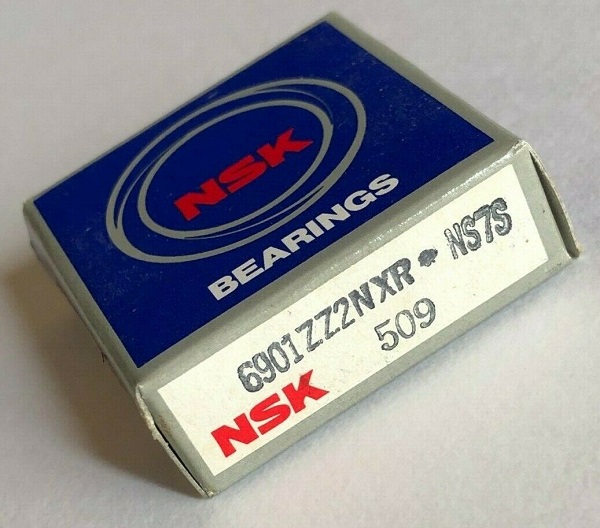 NSK
BEARINGS
6901ZZ2NXR * NS7S
509
NSK